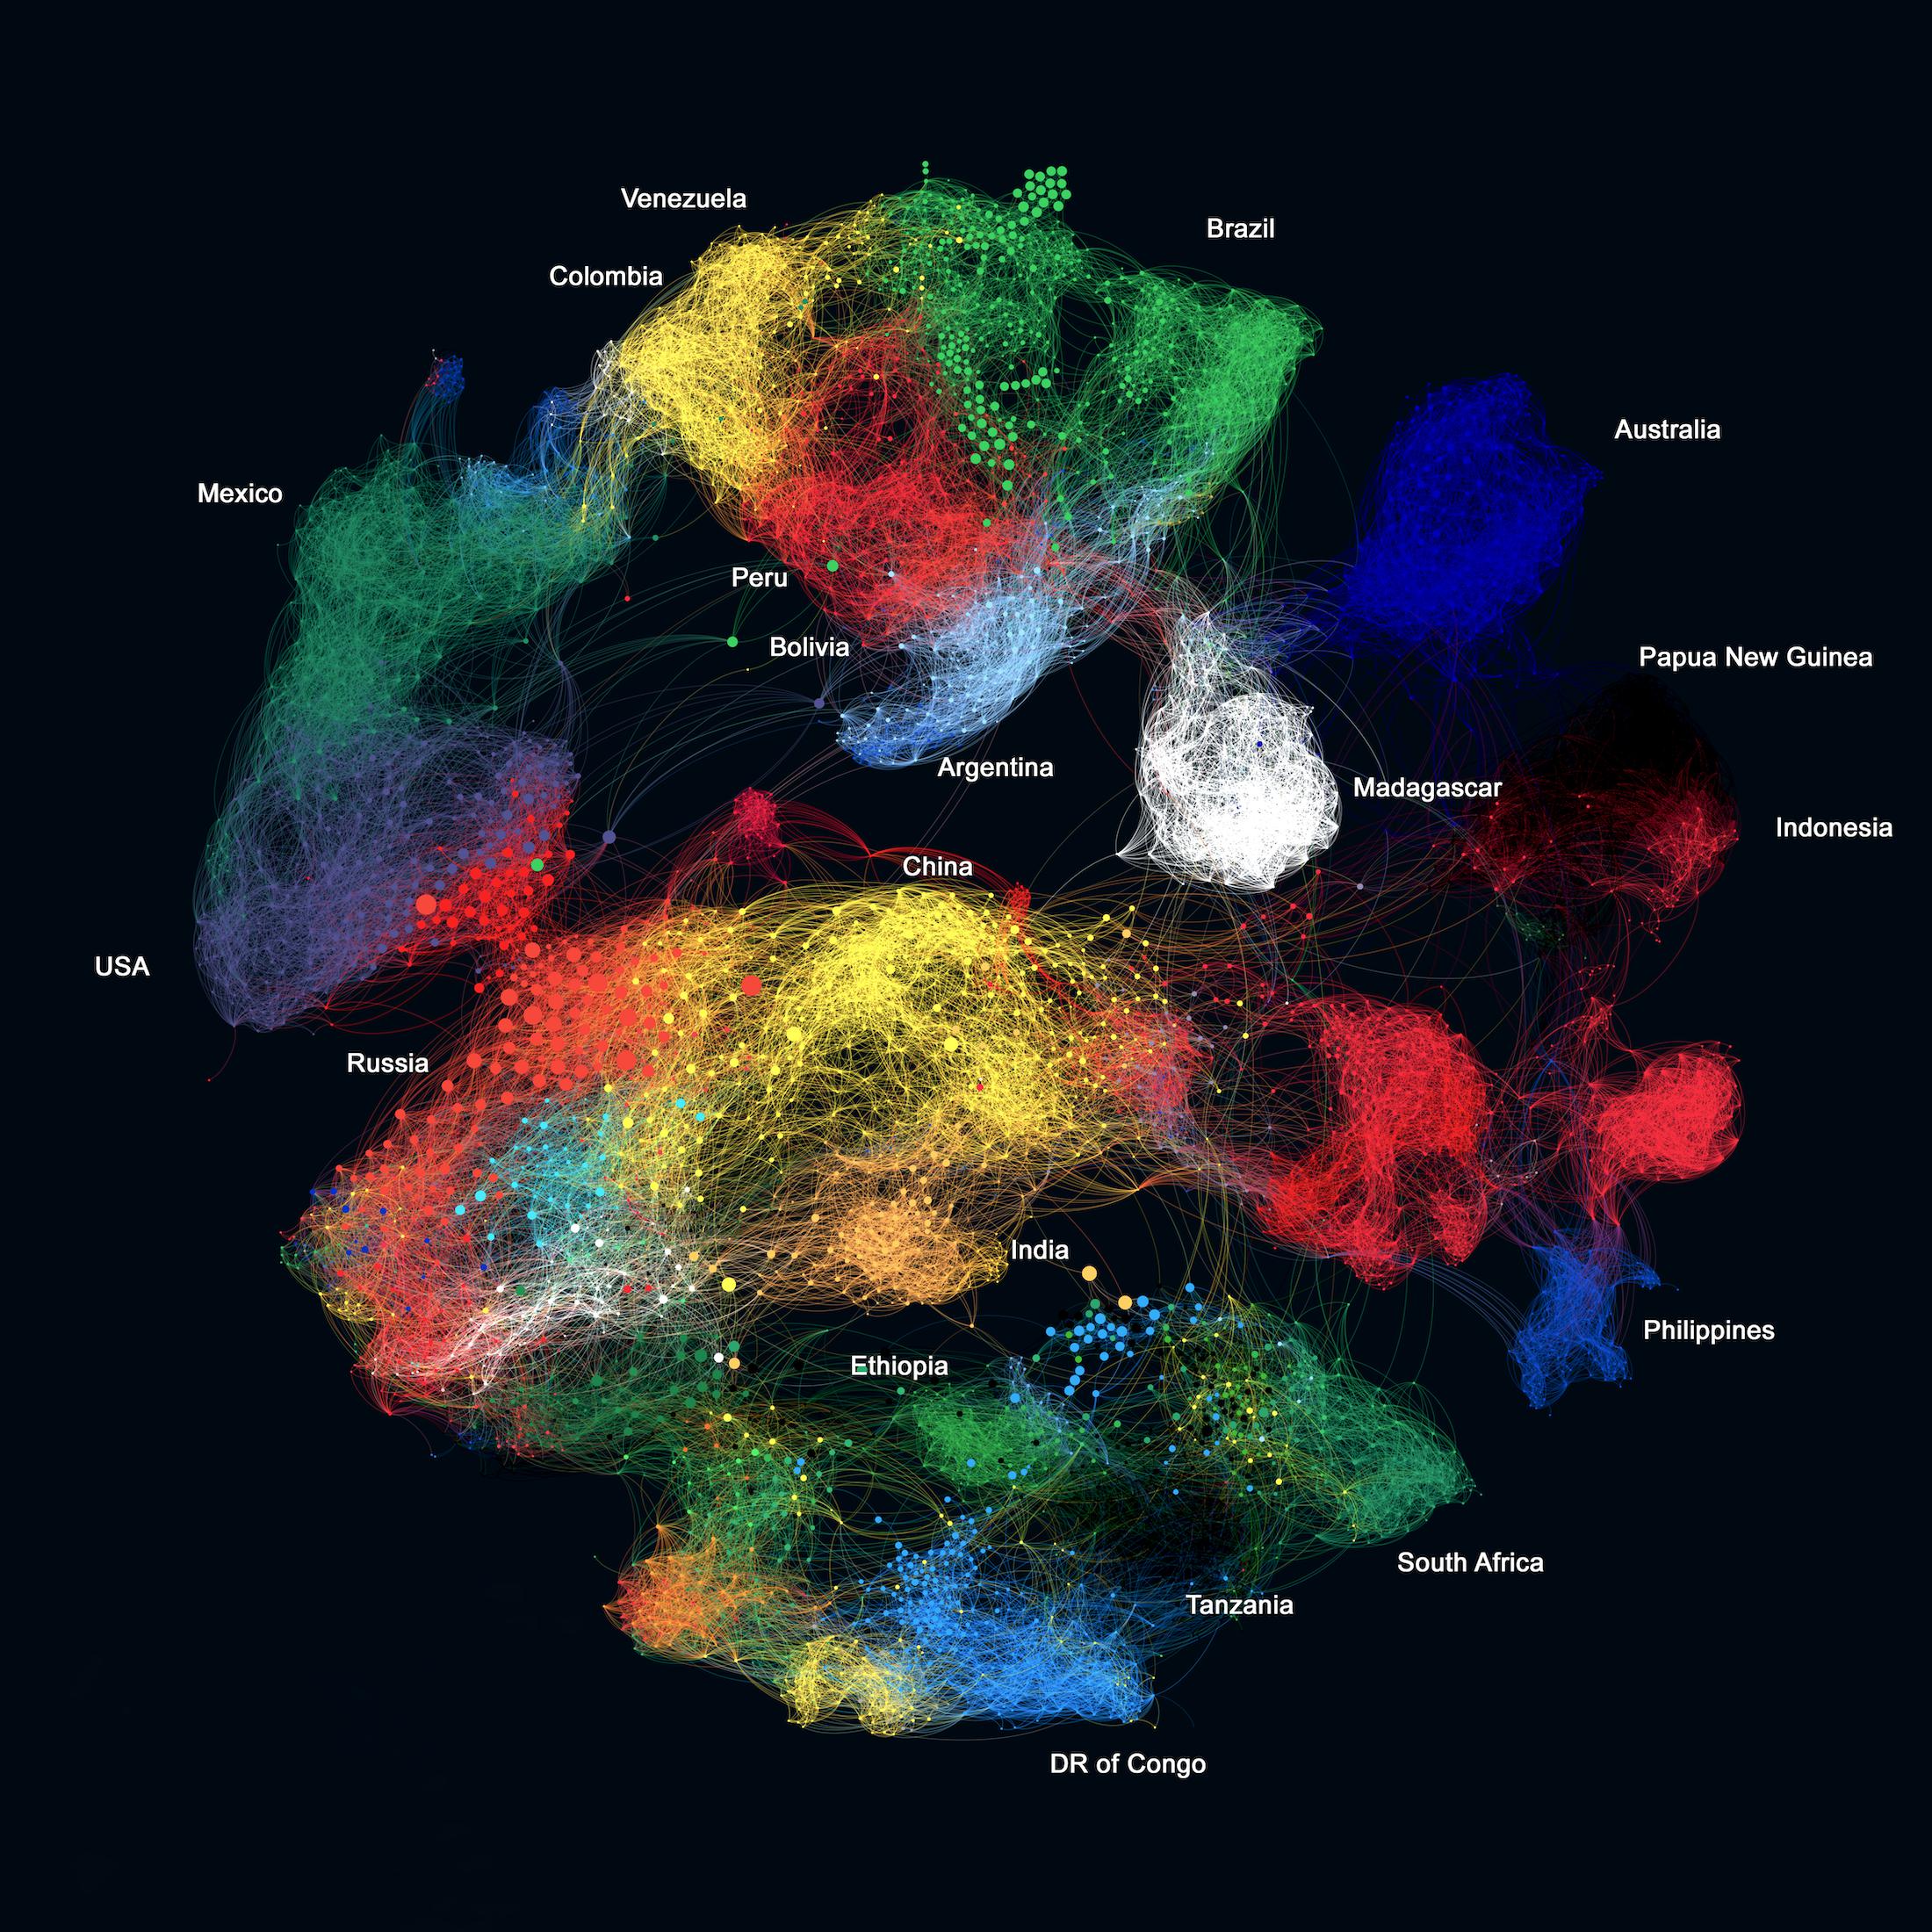 Venezuela
Brazil
Colombia
Australia
Mexico
Peru
Bolivia
Papua New Guinea
Argentina
Madagascar
Indonesia
China
USA
Russia
India
Philippines
Ethiopia
South Africa
Tanzania
DR of Congo